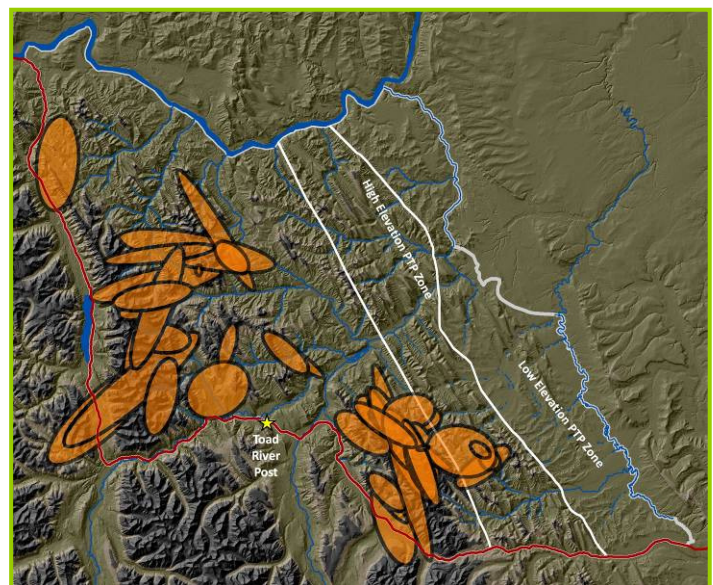 High Elevation PTP Zone
Low Elevation PTP Zone
Toad
River
Post